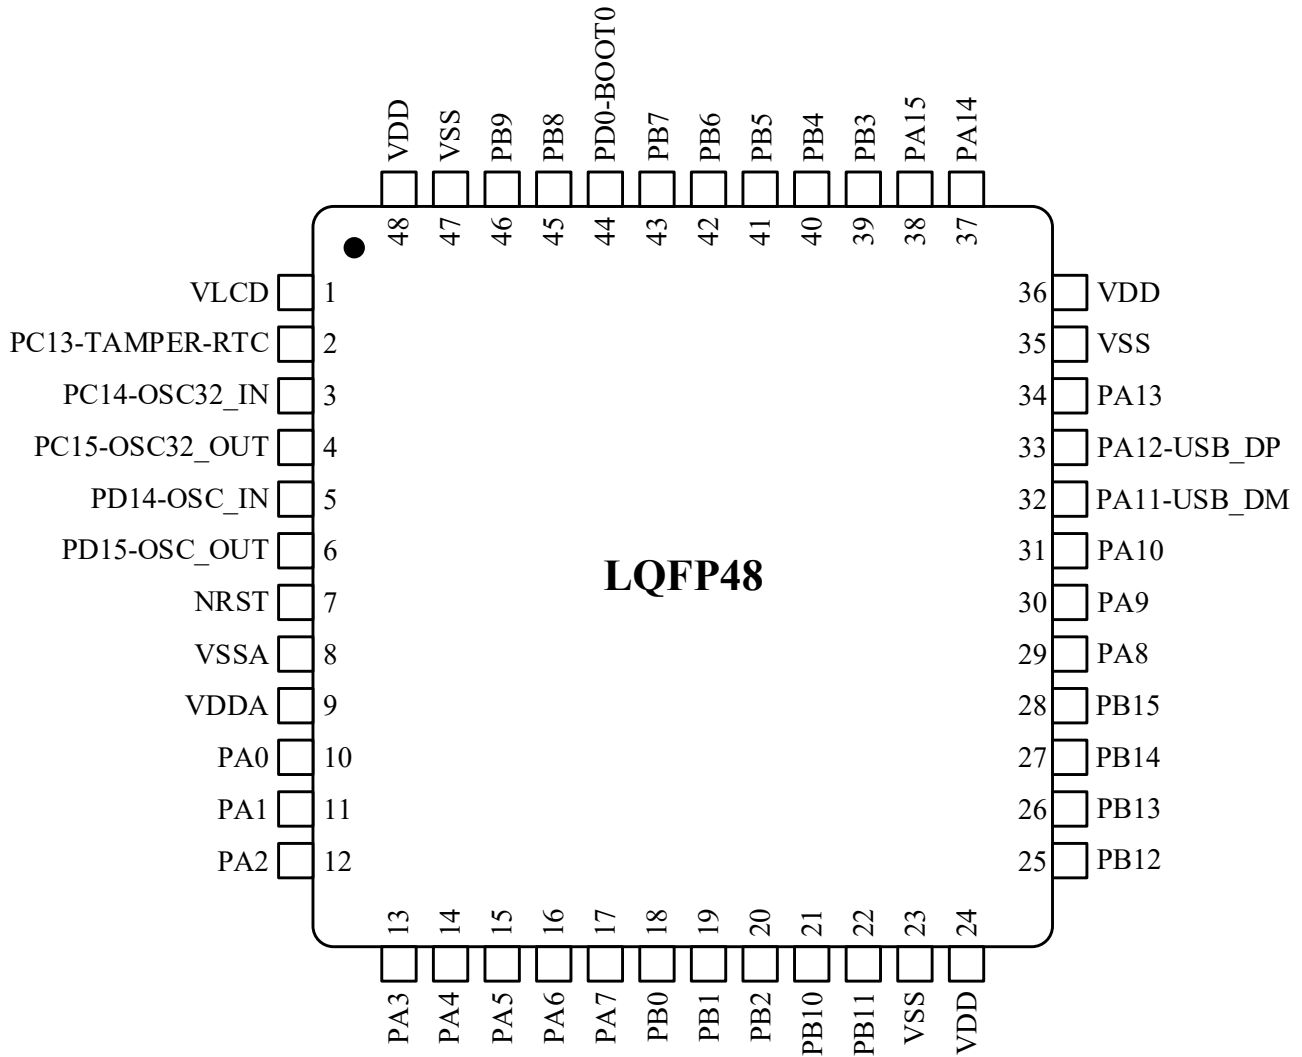 VDD
VSS
PB9
PB8
PD0-BOOT0
PB7
PB6
PB5
PB4
PB3
PA15
PA14
48
47
46
45
44
43
42
41
40
39
38
37
VLCD 1
PC13-TAMPER-RTC 2
PC14-OSC32_IN 3
PC15-OSC32_OUT 4
PD14-OSC_IN 5
PD15-OSC_OUT 6
NRST 7
VSSA 8
VDDA 9
PA0 10
PA1 11
PA2 12
LQFP48
36 VDD
35 VSS
34 PA13
33 PA12-USB_DP
32 PA11-USB_DM
31 PA10
30 PA9
29 PA8
28 PB15
27 PB14
26 PB13
25 PB12
13
14
15
16
17
18
19
20
21
22
23
24
PA3
PA4
PA5
PA6
PA7
PB0
PB1
PB2
PB10
PB11
VSS
VDD